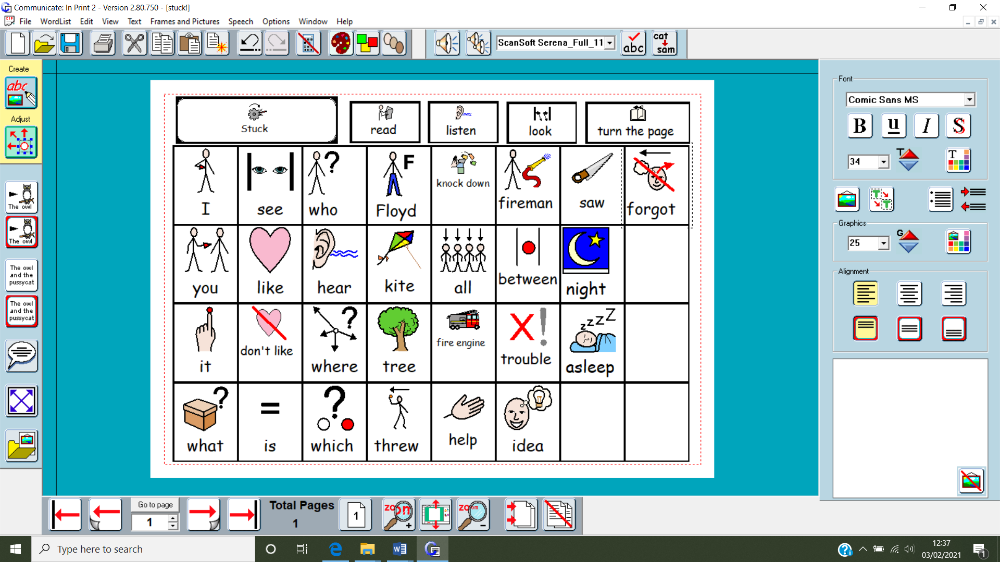 Communicate: In Print 2 - Version 2.80.750 - [stuck!]
File WordList Edit View Text Frames and Pictures Speech Options Window Help
ScanSoft Serena_Full_11
abc
cat
sam
Create
abc
Adjust
The owl
The owl
The owl
and the
pussycat
The owl
and the
pussycat
Stuck read listen look turn the page
F
I see who Floyd knock down fireman saw forgot
you like hear kite all between night
z z z Z
it don't like where tree fire engine trouble asleep
what is which threw help idea
Font
Comic Sans MS
B u I S
34
T
T
Graphics
25
G
Alignment
Go to page
1
Total Pages
1
1
zoom
zoom
Type here to search
12:37
03/02/2021
1